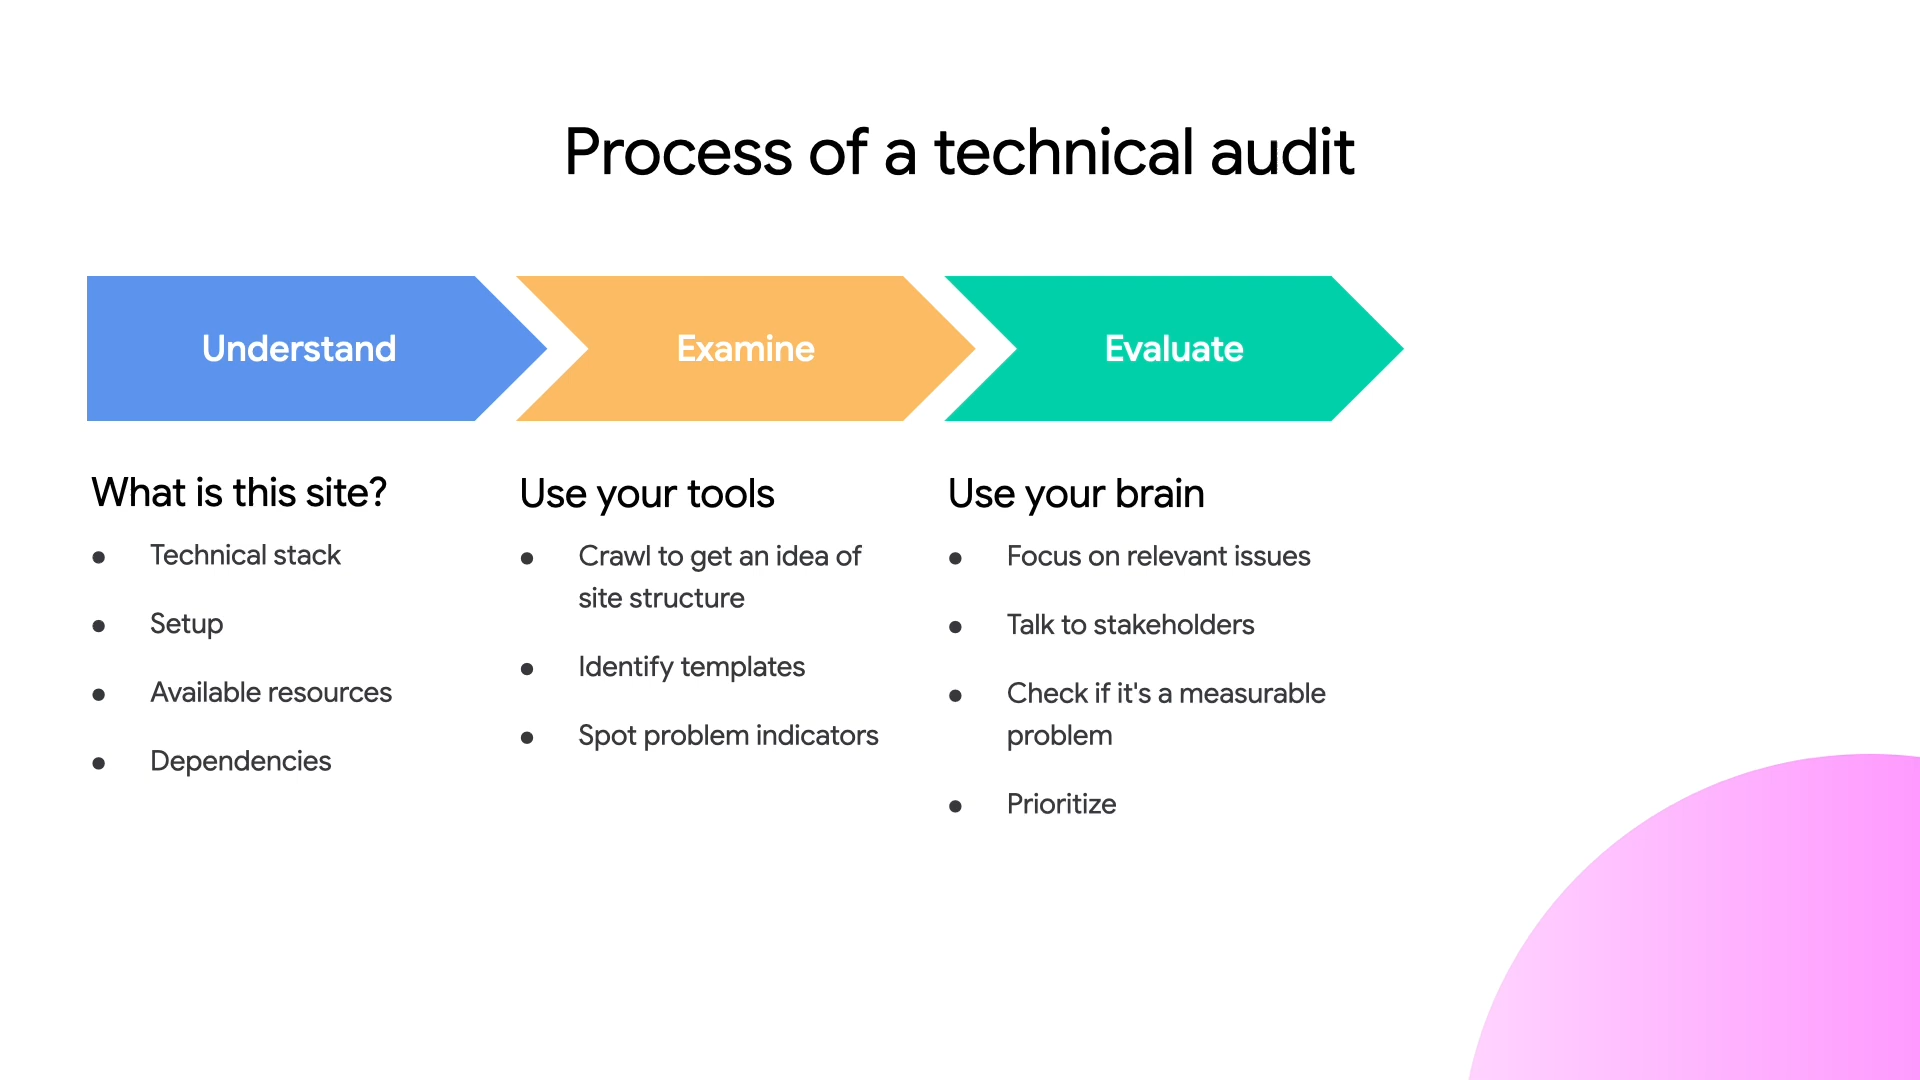 Process of a technical audit
Understand
Examine
Evaluate
What is this site?
● Technical stack
● Setup
● Available resources
● Dependencies
Use your tools
● Crawl to get an idea of
site structure
● Identify templates
● Spot problem indicators
Use your brain
● Focus on relevant issues
● Talk to stakeholders
● Check if it's a measurable
problem
● Prioritize